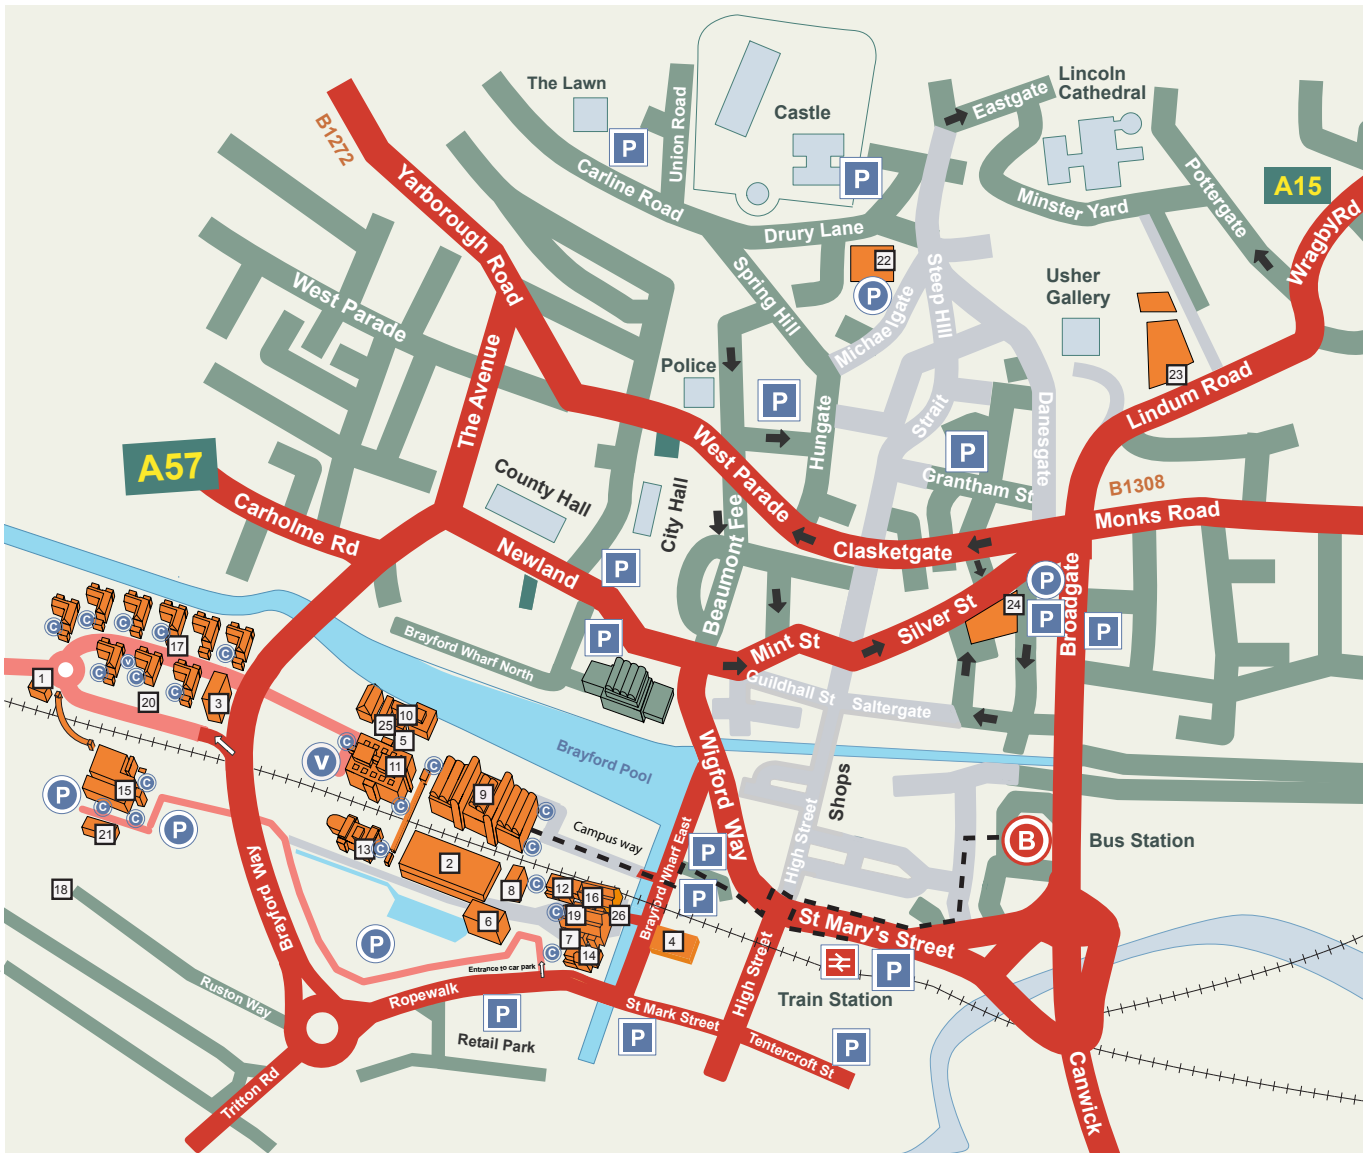 The Lawn
P
Union Road
Castle
Eastgate
Lincoln
Cathedral
B1272
Yarborough Road
Carline Road
P
Minster Yard
Pottergate
A15
WragbyRd
Drury Lane
22
P
Steep HIll
Usher
Gallery
West Parade
Spring Hill
Michaelgate
The Avenue
Police
P
Hungate
Strait
Danesgate
23
Lindum Road
A57
County Hall
City Hall
West Parade
P
Grantham St
B1308
Monks Road
Carholme Rd
Newland
P
Beaumont Fee
Clasketgate
P
Broadgate
24
P
P
Silver St
Mint St
Guildhall St
Saltergate
Brayford Wharf North
P
C
C
C
C
C
17
C
V
C
C
1
20
3
10
25
5
C
11
V
C
C
9
C
C
15
C
C
C
21
P
P
Brayford Pool
Wigford Way
Shops
High Street
Campus way
Brayford Wharf East
P
P
B
Bus Station
13
C
2
8
C
12
16
C
19
26
6
7
C
14
4
18
Brayford Way
P
Entrance to car park
St Mary's Street
High Street
Train Station
P
Ruston Way
Ropewalk
P
Retail Park
St Mark Street
P
Tentercroft St
P
Tritton Rd
Canwick